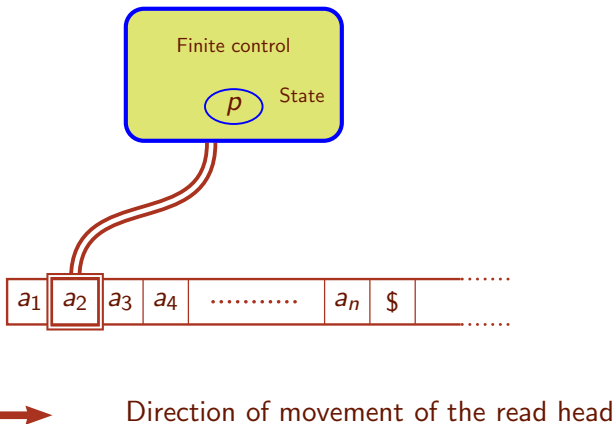 Finite control
p State
a₁ a₂ a₃ a₄ ........... aₙ $
Direction of movement of the read head